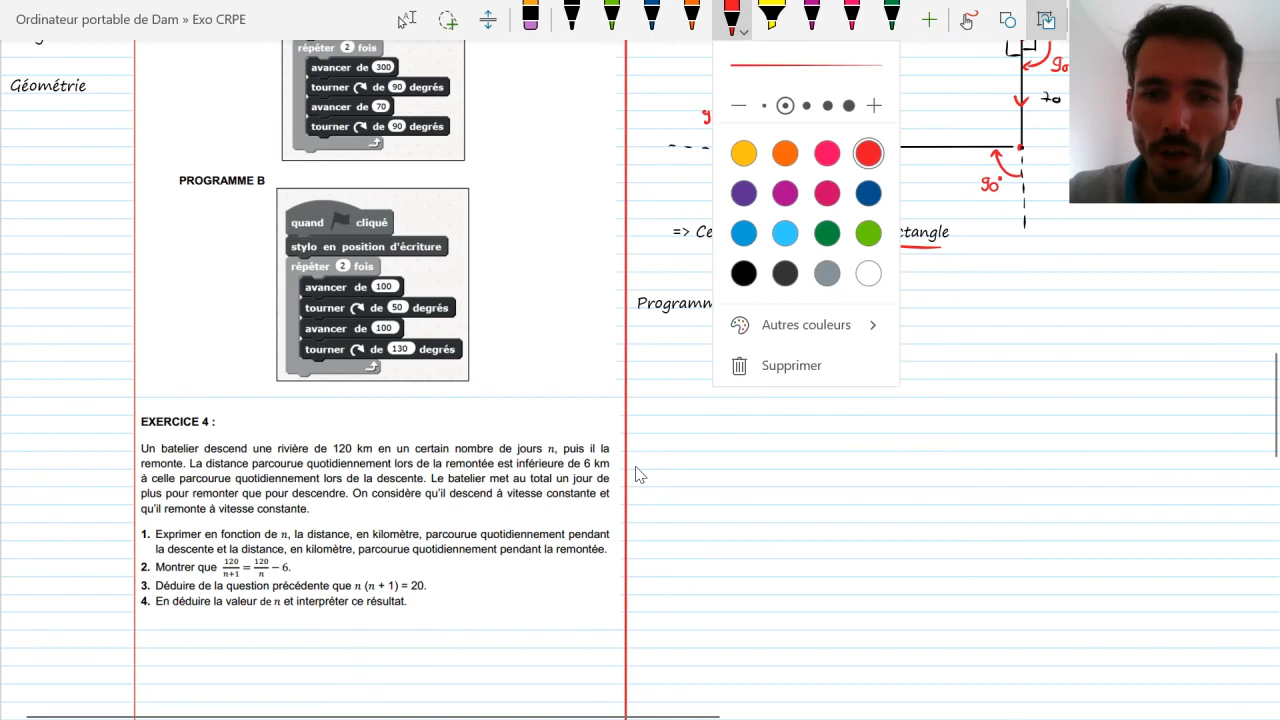 Ordinateur portable de Dam » Exo CRPE
Géométrie
répéter 2 fois
avancer de 300
tourner de 90 degrés
avancer de 70
tourner de 90 degrés
PROGRAMME B
quand cliqué
stylo en position d'écriture
répéter 2 fois
avancer de 100
tourner de 50 degrés
avancer de 100
tourner de 130 degrés
EXERCICE 4 :
Un batelier descend une rivière de 120 km en un certain nombre de jours n, puis il la
remonte. La distance parcourue quotidiennement lors de la remontée est inférieure de 6 km
à celle parcourue quotidiennement lors de la descente. Le batelier met au total un jour de
plus pour remonter que pour descendre. On considère qu'il descend à vitesse constante et
qu'il remonte à vitesse constante.
1. Exprimer en fonction de n, la distance, en kilomètre, parcourue quotidiennement pendant
la descente et la distance, en kilomètre, parcourue quotidiennement pendant la remontée.
2. Montrer que 120/n+1 = 120/n − 6.
3. Déduire de la question précédente que n (n + 1) = 20.
4. En déduire la valeur de n et interpréter ce résultat.
90
70
90°
=> Ce
ctangle
Programm
Autres couleurs
Supprimer